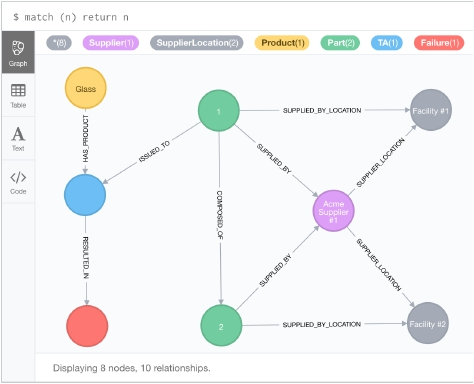 $ match (n) return n
*(8) Supplier(1) SupplierLocation(2) Product(1) Part(2) TA(1) Failure(1)
Graph
Table
A
Text
</>
Code
Glass
HAS_PRODUCT
RESULTED_IN
ISSUED_TO
1
SUPPLIED_BY_LOCATION
Facility #1
SUPPLIED_BY
SUPPLIER_LOCATION
COMPOSED_OF
Acme
Supplier
#1
SUPPLIED_BY
SUPPLIER_LOCATION
2
SUPPLIED_BY_LOCATION
Facility #2
Displaying 8 nodes, 10 relationships.